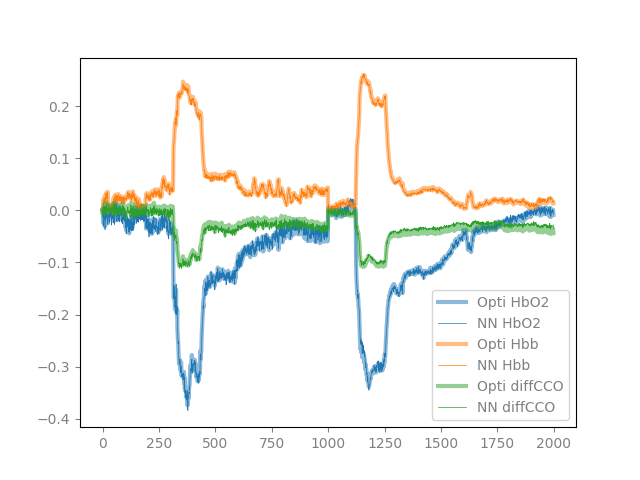 0.2
0.1
0.0
−0.1
−0.2
−0.3
−0.4
0 250 500 750 1000 1250 1500 1750 2000
Opti HbO2
NN HbO2
Opti Hbb
NN Hbb
Opti diffCCO
NN diffCCO